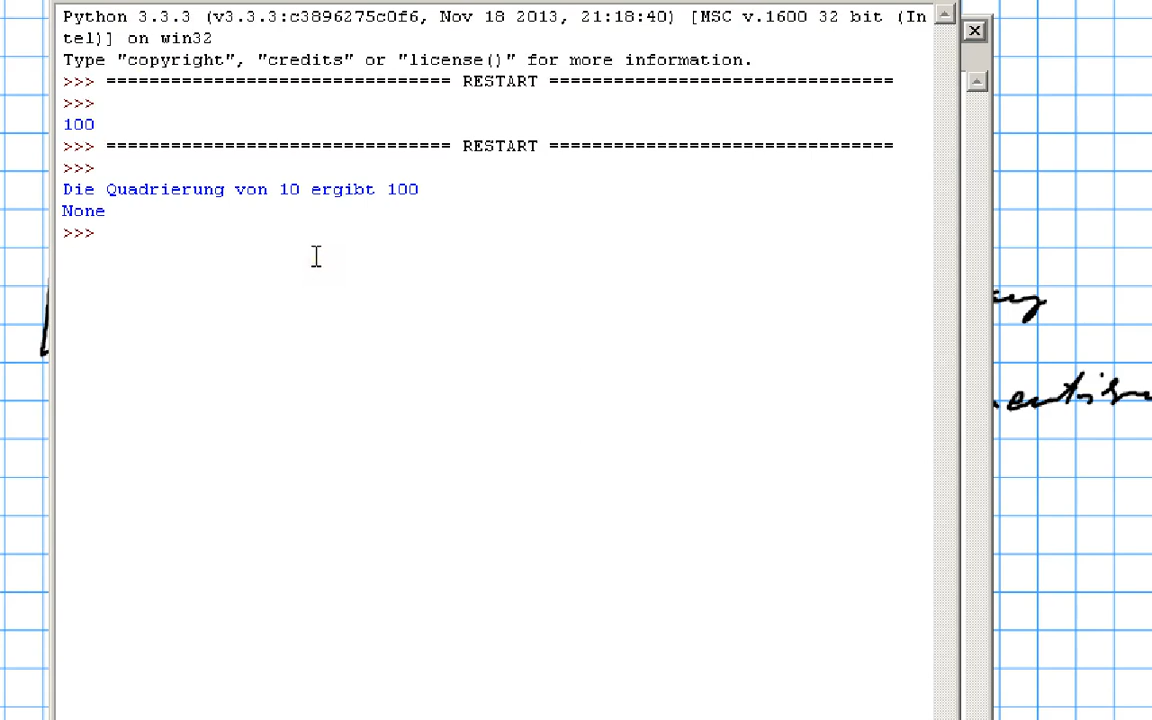 Python 3.3.3 (v3.3.3:c3896275c0f6, Nov 18 2013, 21:18:40) [MSC v.1600 32 bit (In
tel)] on win32
Type "copyright", "credits" or "license()" for more information.
>>> ================================ RESTART ================================
>>>
100
>>> ================================ RESTART ================================
>>>
Die Quadrierung von 10 ergibt 100
None
>>>